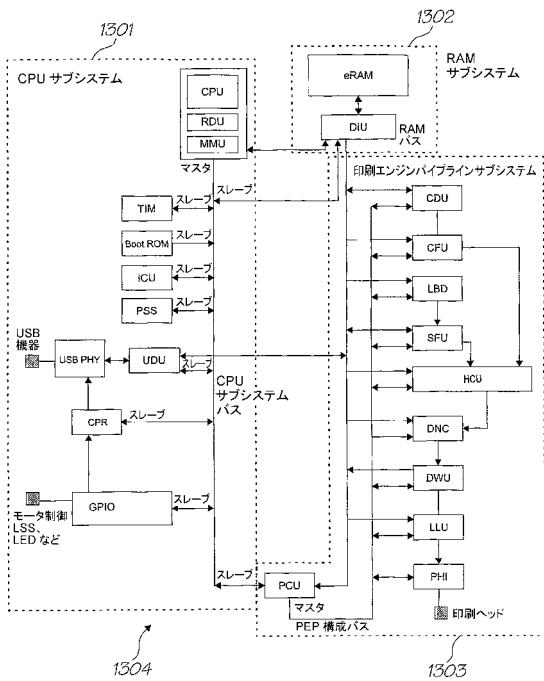 1301
1302
CPU サブシステム
CPU
RDU
MMU
マスタ
eRAM
DIU
RAM
サブシステム
RAM
バス
印刷エンジンパイプラインサブシステム
TIM
スレーブ
スレーブ
Boot ROM
スレーブ
ICU
スレーブ
PSS
スレーブ
USB
機器
USB PHY
UDU
スレーブ
CPU
サブシステム
バス
CPR
スレーブ
GPIO
スレーブ
モータ制御
LSS、
LED など
スレーブ
PCU
マスタ
PEP 構成バス
CDU
CFU
LBD
SFU
HCU
DNC
DWU
LLU
PHI
印刷ヘッド
1304
1303